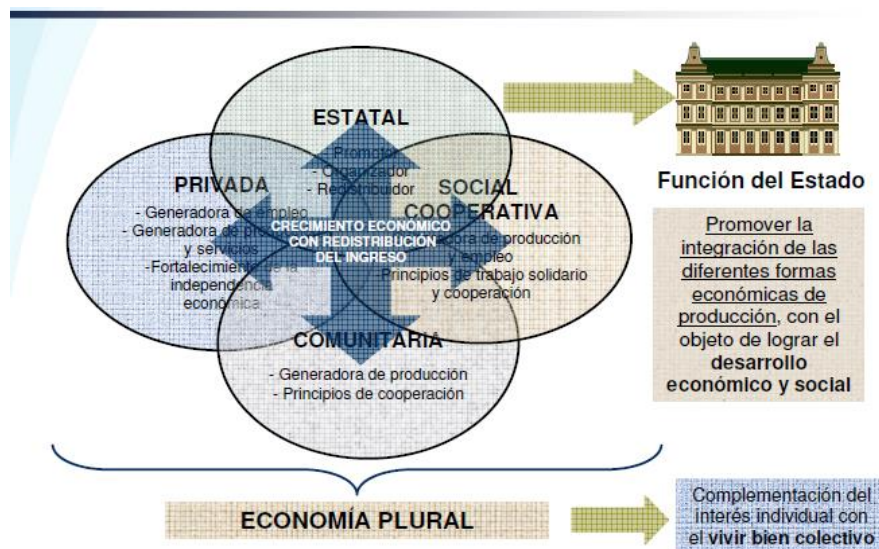 ESTATAL
- Promotor
- Organizador
- Redistribuidor
PRIVADA
- Generadora de empleo
- Generadora de
y servicios
-Fortalecimiento de la
independencia
económica
SOCIAL
COOPERATIVA
de producción
y empleo
Principios de trabajo solidario
y cooperación
CRECIMIENTO ECONÓMICO
CON REDISTRIBUCIÓN
DEL INGRESO
COMUNITARIA
- Generadora de producción
- Principios de cooperación
Función del Estado
Promover la
integración de las
diferentes formas
económicas de
producción, con el
objeto de lograr el
desarrollo
económico y social
ECONOMÍA PLURAL
Complementación del
interés individual con
el vivir bien colectivo